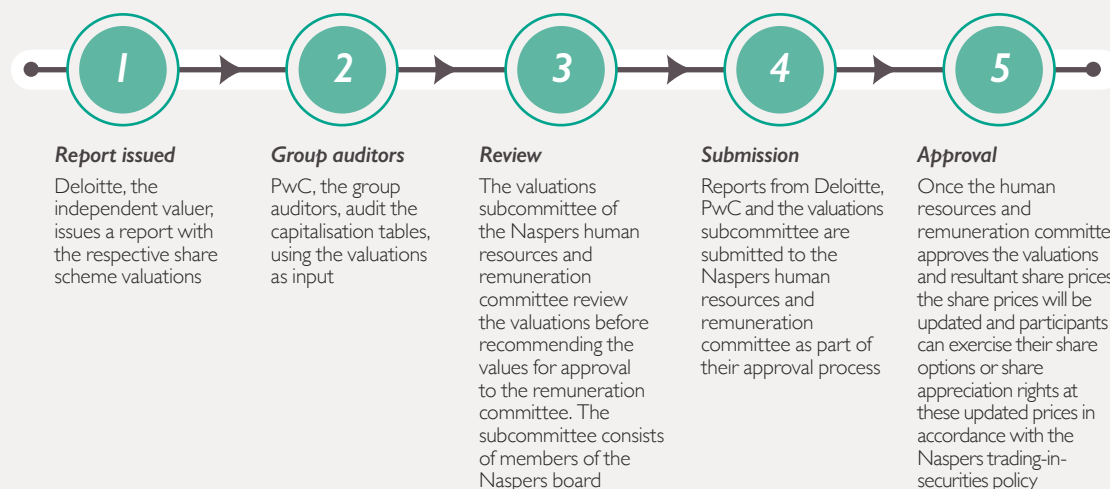 1
2
3
4
5
Report issued
Deloitte, the
independent valuer,
issues a report with
the respective share
scheme valuations
Group auditors
PwC, the group
auditors, audit the
capitalisation tables,
using the valuations
as input
Review
The valuations
subcommittee of
the Naspers human
resources and
remuneration
committee review
the valuations before
recommending the
values for approval
to the remuneration
committee. The
subcommittee consists
of members of the
Naspers board
Submission
Reports from Deloitte,
PwC and the valuations
subcommittee are
submitted to the
Naspers human
resources and
remuneration
committee as part of
their approval process
Approval
Once the human
resources and
remuneration committe
approves the valuations
and resultant share prices
the share prices will be
updated and participants
can exercise their share
options or share
appreciation rights at
these updated prices in
accordance with the
Naspers trading-in-
securities policy